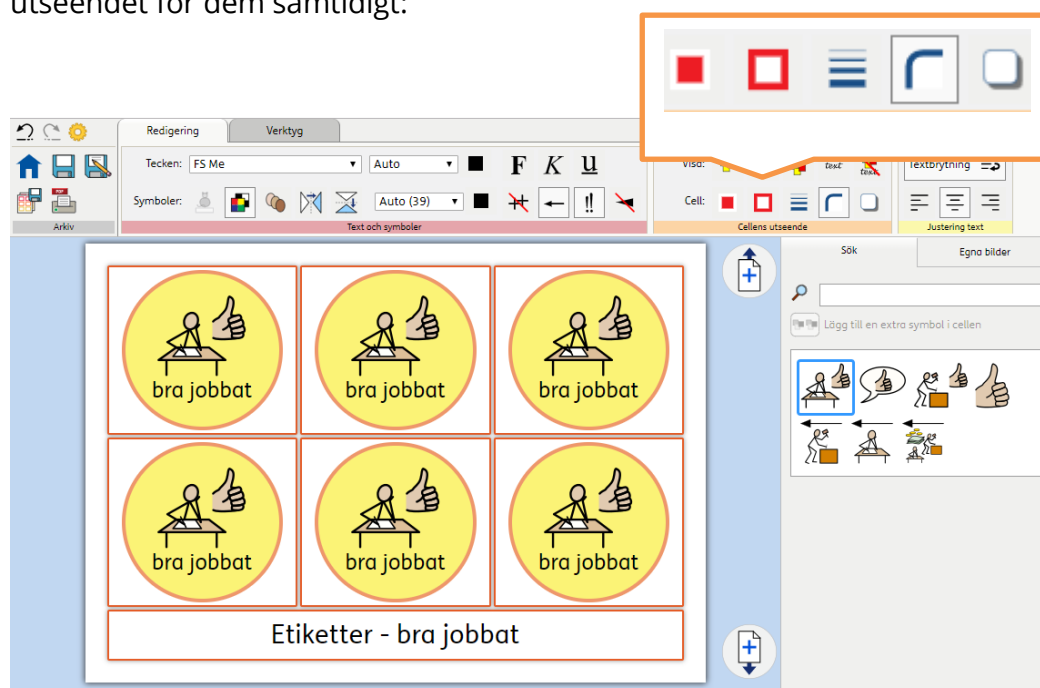 utseendet för dem samtidigt:
Redigering Verktyg
Tecken: FS Me Auto F K u
Visa: text text Textbrytning
Symboler: Auto (39) !!
Cell:
Arkiv Text och symboler Cellens utseende Justering text
Sök Egna bilder
Lägg till en extra symbol i cellen
bra jobbat bra jobbat bra jobbat
bra jobbat bra jobbat bra jobbat
Etiketter - bra jobbat